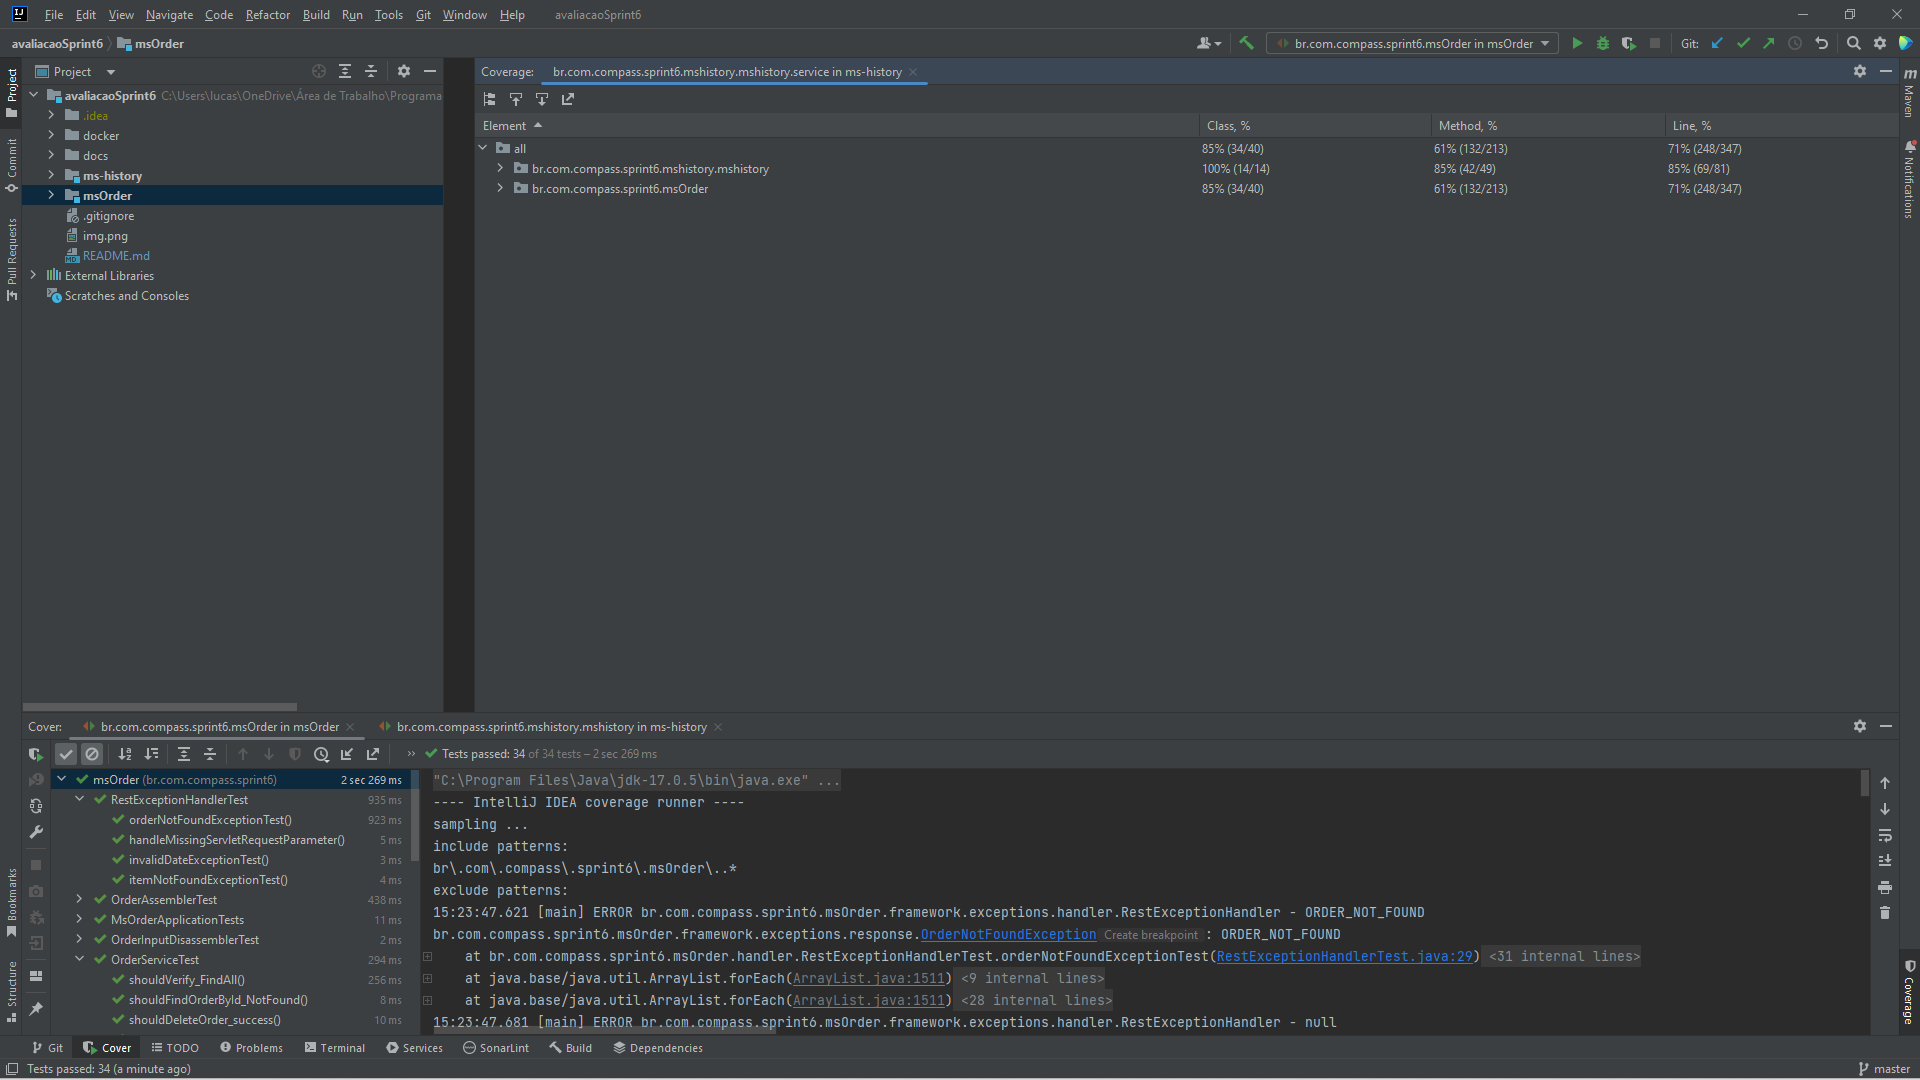 File Edit View Navigate Code Refactor Build Run Tools Git Window Help avaliacaoSprint6
avaliacaoSprint6 msOrder
br.com.compass.sprint6.msOrder in msOrder Git:
Project
Coverage: br.com.compass.sprint6.mshistory.mshistory.service in ms-history
avaliacaoSprint6 C:\Users\lucas\OneDrive\Área de Trabalho\Programa
.idea
docker
docs
ms-history
msOrder
.gitignore
img.png
README.md
External Libraries
Scratches and Consoles
Element Class, % Method, % Line, %
all 85% (34/40) 61% (132/213) 71% (248/347)
br.com.compass.sprint6.mshistory.mshistory 100% (14/14) 85% (42/49) 85% (69/81)
br.com.compass.sprint6.msOrder 85% (34/40) 61% (132/213) 71% (248/347)
Project
Commit
Pull Requests
Bookmarks
Structure
m
Maven
Notifications
Coverage
Cover: br.com.compass.sprint6.msOrder in msOrder br.com.compass.sprint6.mshistory.mshistory in ms-history
Tests passed: 34 of 34 tests – 2 sec 269 ms
msOrder (br.com.compass.sprint6) 2 sec 269 ms
RestExceptionHandlerTest 935 ms
orderNotFoundExceptionTest() 923 ms
handleMissingServletRequestParameter() 5 ms
invalidDateExceptionTest() 3 ms
itemNotFoundExceptionTest() 4 ms
OrderAssemblerTest 438 ms
MsOrderApplicationTests 11 ms
OrderInputDisassemblerTest 2 ms
OrderServiceTest 294 ms
shouldVerify_FindAll() 256 ms
shouldFindOrderById_NotFound() 8 ms
shouldDeleteOrder_success() 10 ms
"C:\Program Files\Java\jdk-17.0.5\bin\java.exe" ...
---- IntelliJ IDEA coverage runner ----
sampling ...
include patterns:
br\.com\.compass\.sprint6\.msOrder\..*
exclude patterns:
15:23:47.621 [main] ERROR br.com.compass.sprint6.msOrder.framework.exceptions.handler.RestExceptionHandler - ORDER_NOT_FOUND
br.com.compass.sprint6.msOrder.framework.exceptions.response.OrderNotFoundException Create breakpoint : ORDER_NOT_FOUND
at br.com.compass.sprint6.msOrder.handler.RestExceptionHandlerTest.orderNotFoundExceptionTest(RestExceptionHandlerTest.java:29) <31 internal lines>
at java.base/java.util.ArrayList.forEach(ArrayList.java:1511) <9 internal lines>
at java.base/java.util.ArrayList.forEach(ArrayList.java:1511) <28 internal lines>
15:23:47.681 [main] ERROR br.com.compass.sprint6.msOrder.framework.exceptions.handler.RestExceptionHandler - null
Git Cover TODO Problems Terminal Services SonarLint Build Dependencies
Tests passed: 34 (a minute ago) master